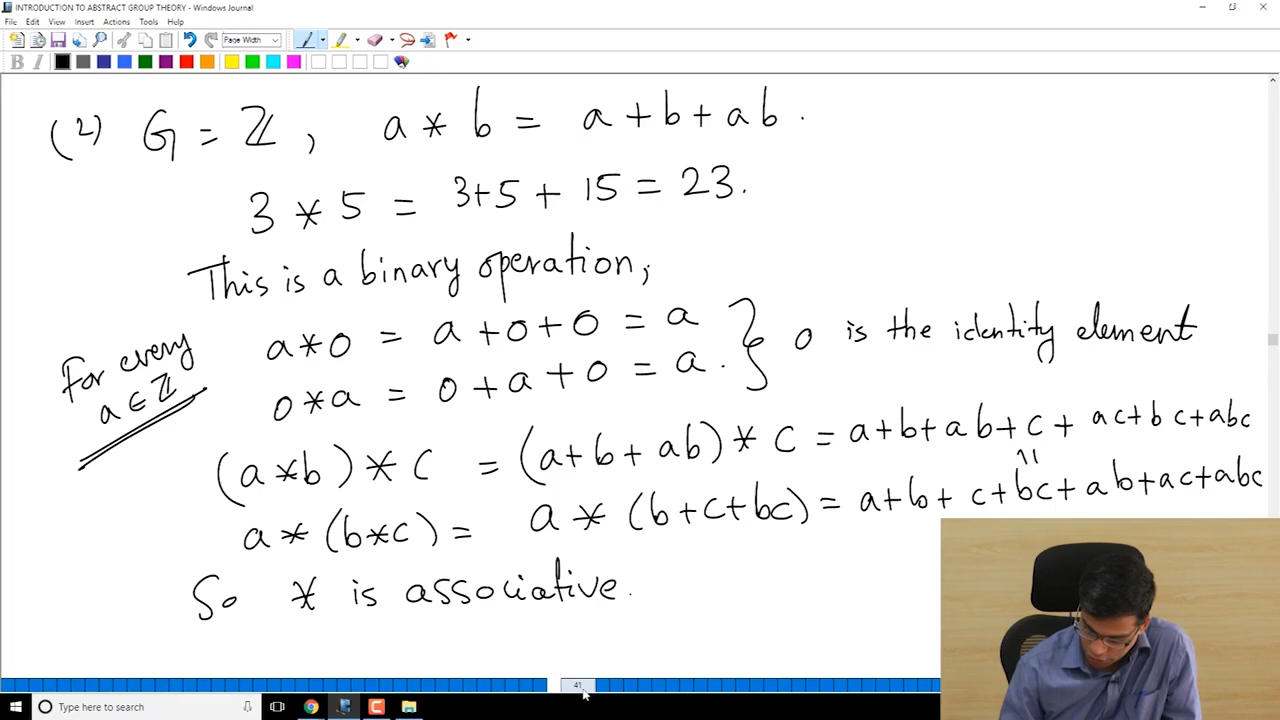 INTRODUCTION TO ABSTRACT GROUP THEORY - Windows Journal
File Edit View Insert Actions Tools Help
Page Width
B I
(2) G = ℤ, a * b = a + b + ab.
3 * 5 = 3+5 + 15 = 23.
This is a binary operation;
For every a ∈ ℤ
a * 0 = a + 0 + 0 = a
0 * a = 0 + a + 0 = a.
} 0 is the identity element
(a * b) * c = (a + b + ab) * c = a + b + ab + c + ac + bc + abc
=
a * (b * c) = a * (b + c + bc) = a + b + c + bc + ab + ac + abc
So * is associative.
41
Type here to search